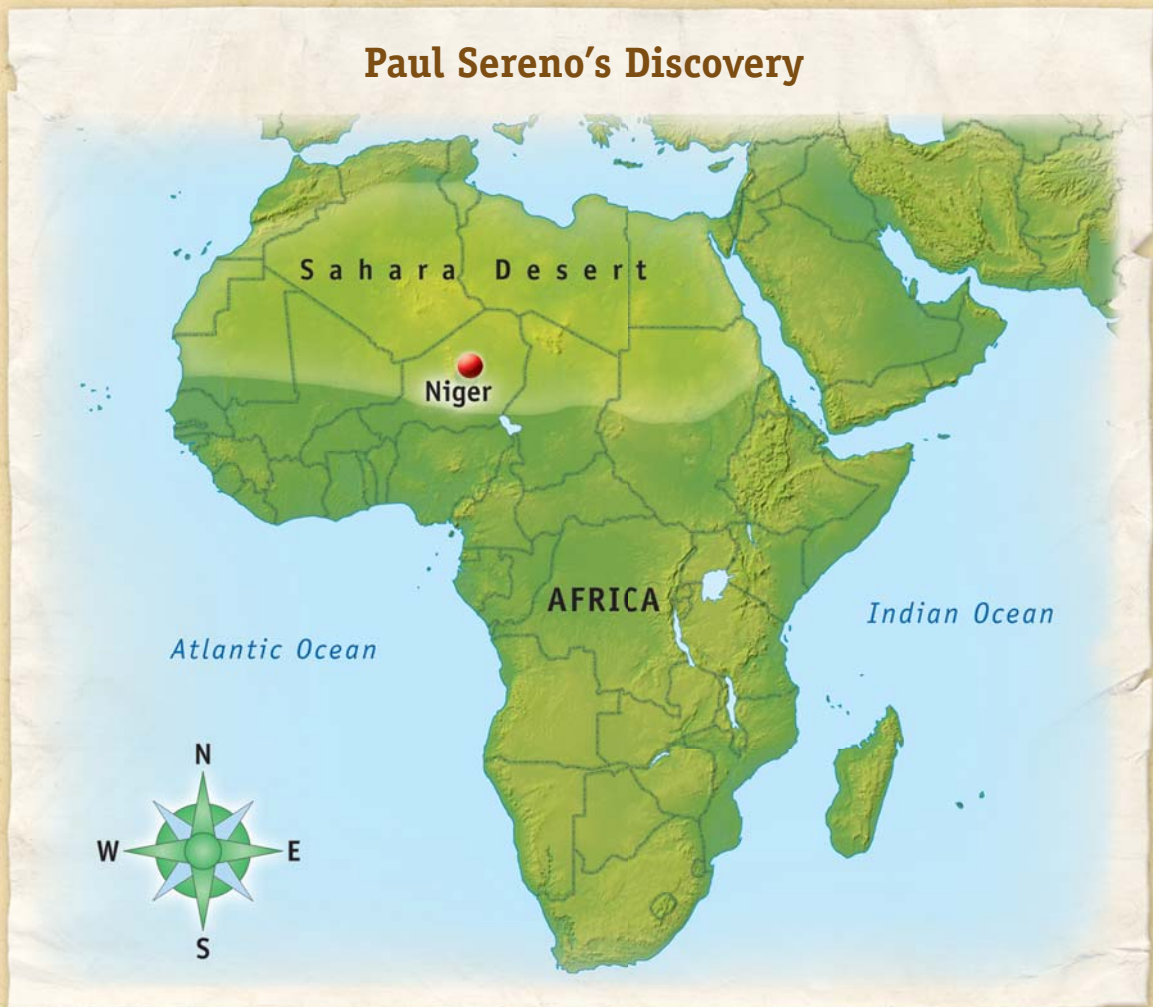 Paul Sereno's Discovery
Sahara Desert
Niger
AFRICA
Indian Ocean
Atlantic Ocean
N
W E
S